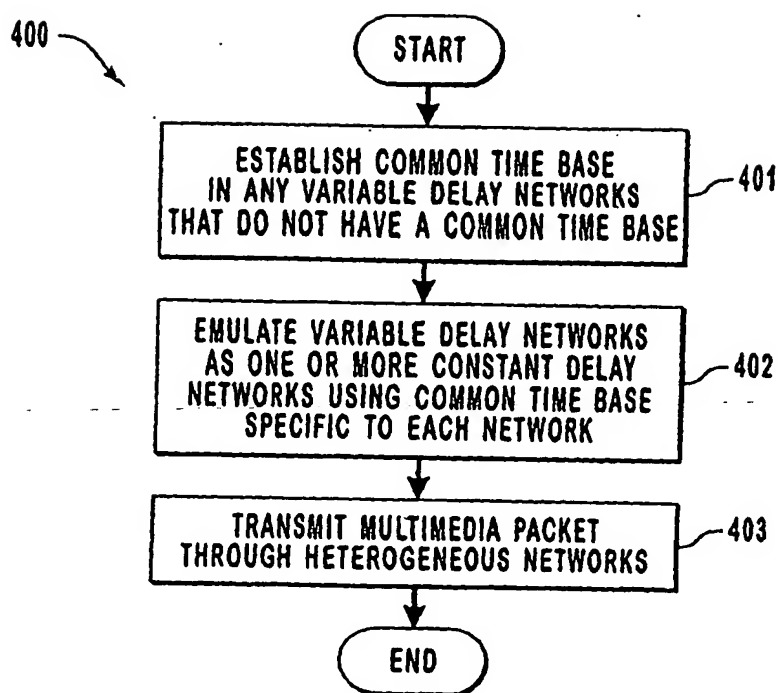 400
START
ESTABLISH COMMON TIME BASE
IN ANY VARIABLE DELAY NETWORKS
THAT DO NOT HAVE A COMMON TIME BASE
401
EMULATE VARIABLE DELAY NETWORKS
AS ONE OR MORE CONSTANT DELAY
NETWORKS USING COMMON TIME BASE
SPECIFIC TO EACH NETWORK
402
TRANSMIT MULTIMEDIA PACKET
THROUGH HETEROGENEOUS NETWORKS
403
END